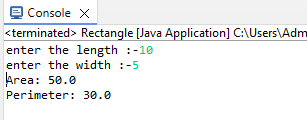 Console
<terminated> Rectangle [Java Application] C:\Users\Adm
enter the length :-10
enter the width :-5
Area: 50.0
Perimeter: 30.0